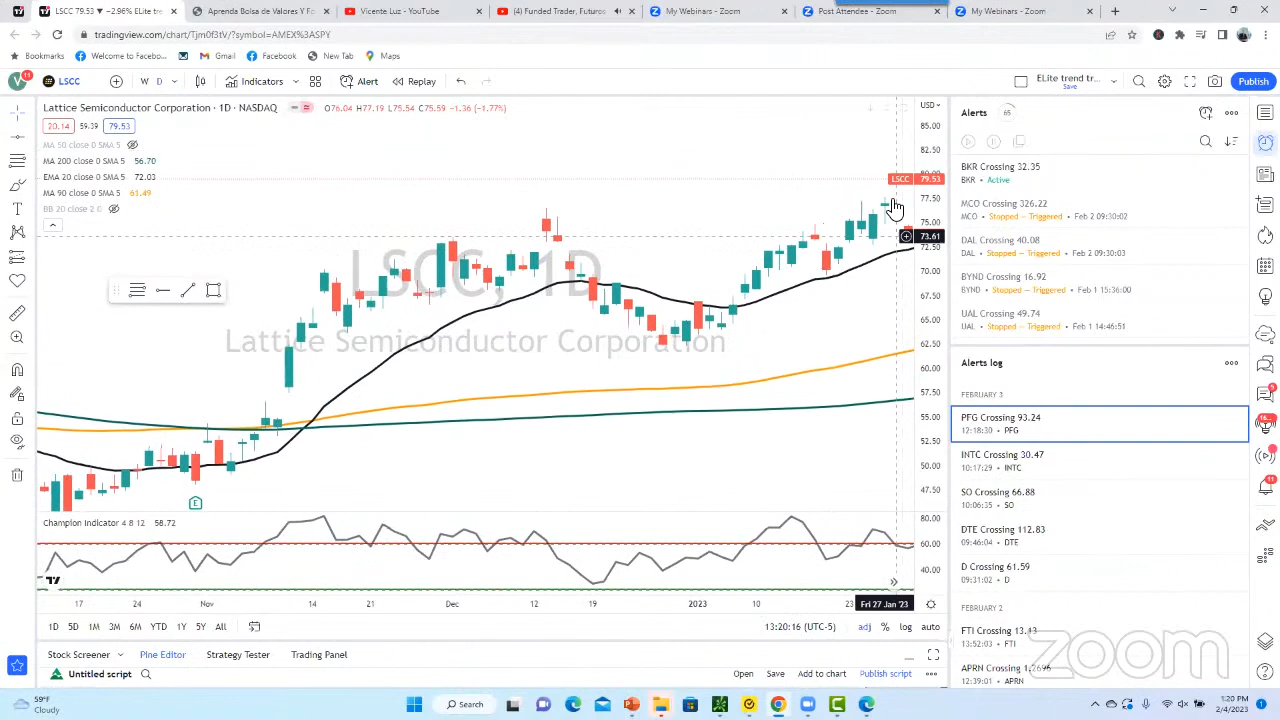 LSCC 79.53 ▼ −2.96% Elite tren
Aprenda Bolsa de Valores Y F
Vicente Luz - YouTube
(4) Funded Trader, Futures
My Webinars - Zoom
Post Attendee - Zoom
My Webinars - Zoom
tradingview.com/chart/Tjm0f3tV/?symbol=AMEX%3ASPY
Bookmarks
Welcome to Facebo...
Gmail
Facebook
New Tab
Maps
V
11
LSCC
W
D
Indicators
Alert
Replay
ELite trend tr...
Save
Publish
Lattice Semiconductor Corporation · 1D · NASDAQ
O76.04 H77.19 L75.54 C75.59 −1.36 (−1.77%)
USD
20.14
59.39
79.53
MA 50 close 0 SMA 5
MA 200 close 0 SMA 5 56.70
EMA 20 close 0 SMA 5 72.03
MA 90 close 0 SMA 5 61.49
BB 20 close 2 0
LSCC, 1D
Lattice Semiconductor Corporation
85.00
82.50
LSCC 79.53
77.50
75.00
73.61
72.50
70.00
67.50
65.00
62.50
60.00
57.50
55.00
52.50
50.00
47.50
E
Champion Indicator 4 8 12 58.72
80.00
60.00
40.00
17
24
Nov
14
21
Dec
12
19
2023
10
23
Fri 27 Jan '23
1D
5D
1M
3M
6M
YTD
1Y
5Y
All
13:20:16 (UTC-5)
adj
%
log
auto
Stock Screener
Pine Editor
Strategy Tester
Trading Panel
Untitled script
Open
Save
Add to chart
Publish script
Alerts
65
BKR Crossing 32.35
BKR • Active
MCO Crossing 326.22
MCO • Stopped — Triggered • Feb 2 09:30:02
DAL Crossing 40.08
DAL • Stopped — Triggered • Feb 2 09:30:03
BYND Crossing 16.92
BYND • Stopped — Triggered • Feb 1 15:36:00
UAL Crossing 49.74
UAL • Stopped — Triggered • Feb 1 14:46:51
Alerts log
FEBRUARY 3
PFG Crossing 93.24
12:18:30 • PFG
INTC Crossing 30.47
10:17:29 • INTC
SO Crossing 66.88
10:06:35 • SO
DTE Crossing 112.83
09:46:04 • DTE
D Crossing 61.59
09:31:02 • D
FEBRUARY 2
FTI Crossing 13.43
13:52:03 • FTI
APRN Crossing 1.2696
12:39:01 • APRN
zoom
59°F
Cloudy
Search
1:20 PM
2/4/2023